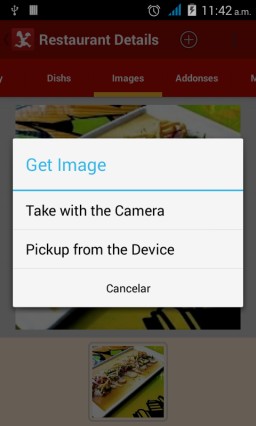 11:42 a.m.
Restaurant Details
y
Dishs
Images
Addonses
Get Image
Take with the Camera
Pickup from the Device
Cancelar